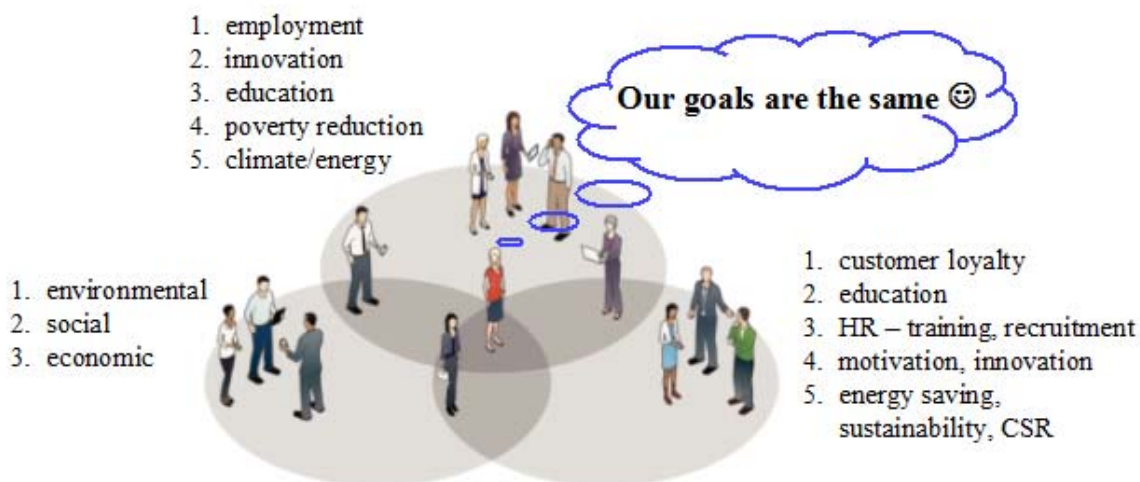 1. employment
2. innovation
3. education
4. poverty reduction
5. climate/energy
Our goals are the same ☺
1. environmental
2. social
3. economic
1. customer loyalty
2. education
3. HR – training, recruitment
4. motivation, innovation
5. energy saving,
sustainability, CSR